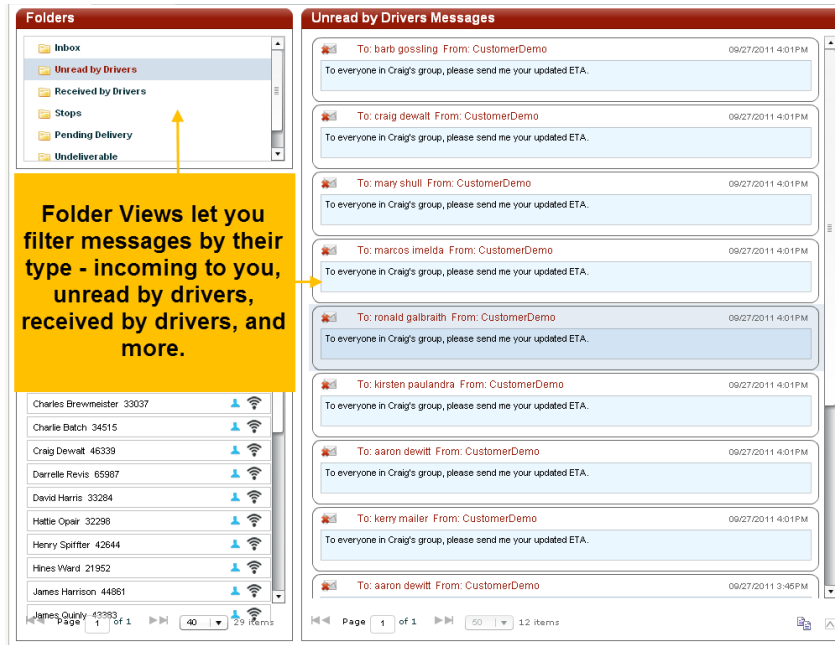 Folders
Inbox
Unread by Drivers
Received by Drivers
Stops
Pending Delivery
Undeliverable
Folder Views let you
filter messages by their
type - incoming to you,
unread by drivers,
received by drivers, and
more.
Charles Brewmeister 33037
Charlie Batch 34515
Craig Dewalt 46339
Darrelle Revis 65987
David Harris 33284
Hattie Opair 32298
Henry Spiffter 42644
Hines Ward 21952
James Harrison 44861
James Quinly 43383
Page 1 of 1 40 29 items
Unread by Drivers Messages
To: barb gossling From: CustomerDemo 09/27/2011 4:01PM
To everyone in Craig's group, please send me your updated ETA.
To: craig dewalt From: CustomerDemo 09/27/2011 4:01PM
To everyone in Craig's group, please send me your updated ETA.
To: mary shull From: CustomerDemo 09/27/2011 4:01PM
To everyone in Craig's group, please send me your updated ETA.
To: marcos imelda From: CustomerDemo 09/27/2011 4:01PM
To everyone in Craig's group, please send me your updated ETA.
To: ronald galbraith From: CustomerDemo 09/27/2011 4:01PM
To everyone in Craig's group, please send me your updated ETA.
To: kirsten paulandra From: CustomerDemo 09/27/2011 4:01PM
To everyone in Craig's group, please send me your updated ETA.
To: aaron dewitt From: CustomerDemo 09/27/2011 4:01PM
To everyone in Craig's group, please send me your updated ETA.
To: kerry mailer From: CustomerDemo 09/27/2011 4:01PM
To everyone in Craig's group, please send me your updated ETA.
To: aaron dewitt From: CustomerDemo 09/27/2011 3:45PM
Page 1 of 1 50 12 items